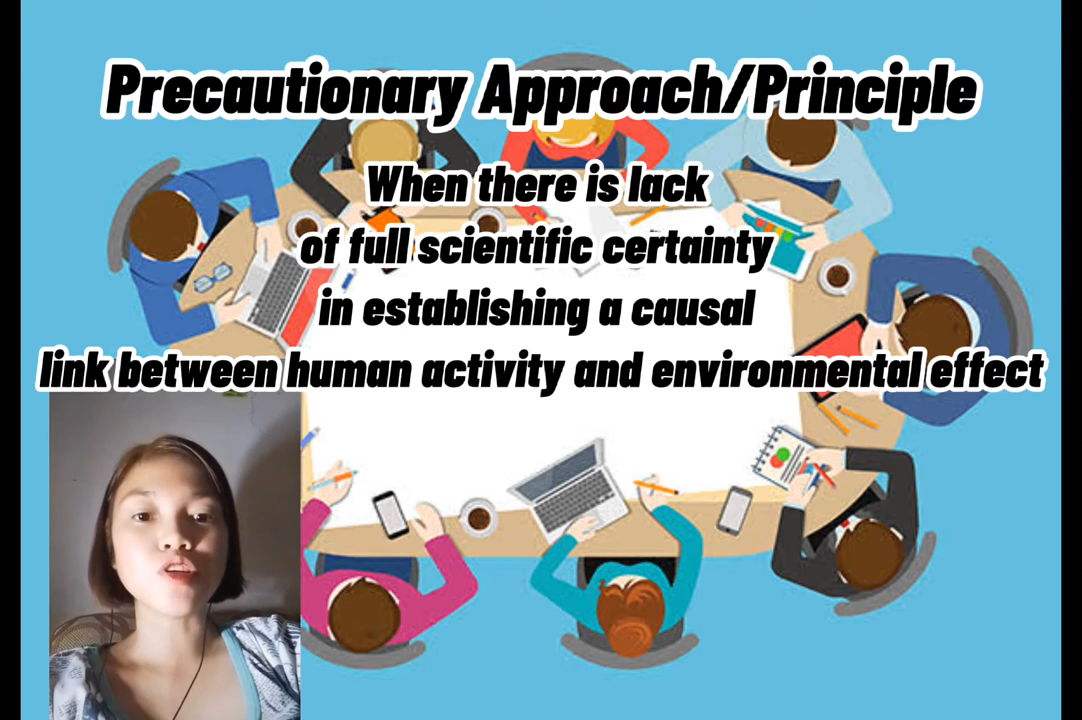 Precautionary Approach/Principle
When there is lack
of full scientific certainty
in establishing a causal
link between human activity and environmental effect